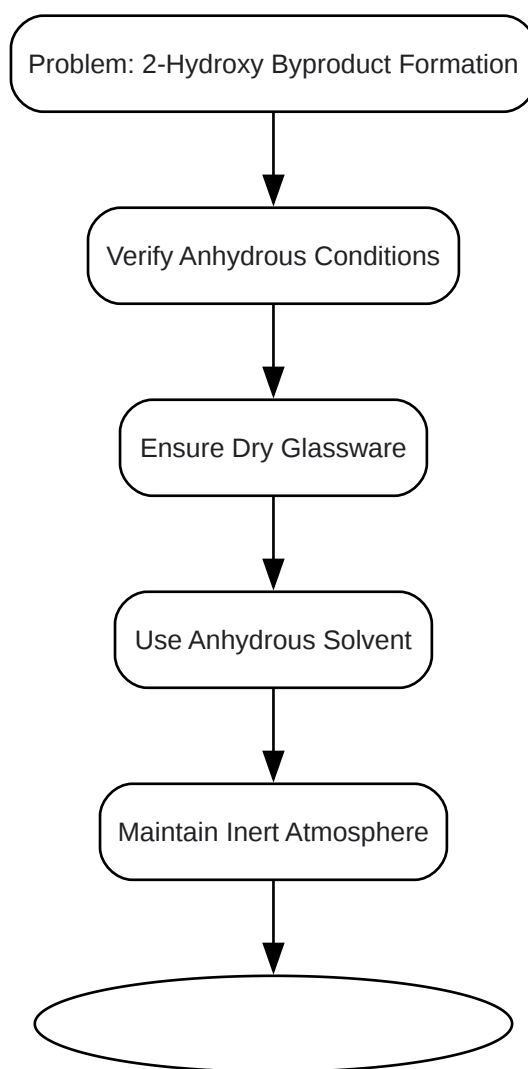 Problem: 2-Hydroxy Byproduct Formation
Verify Anhydrous Conditions
Ensure Dry Glassware
Use Anhydrous Solvent
Maintain Inert Atmosphere